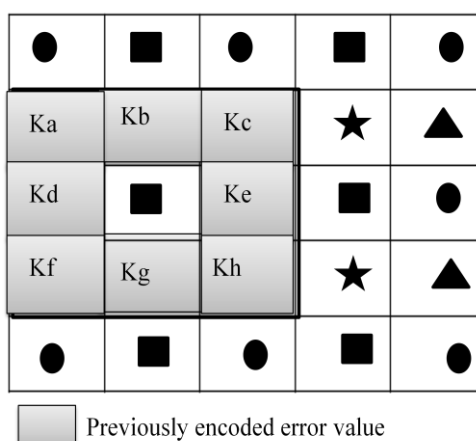 Ka Kb Kc
Kd Ke
Kf Kg Kh
Previously encoded error value